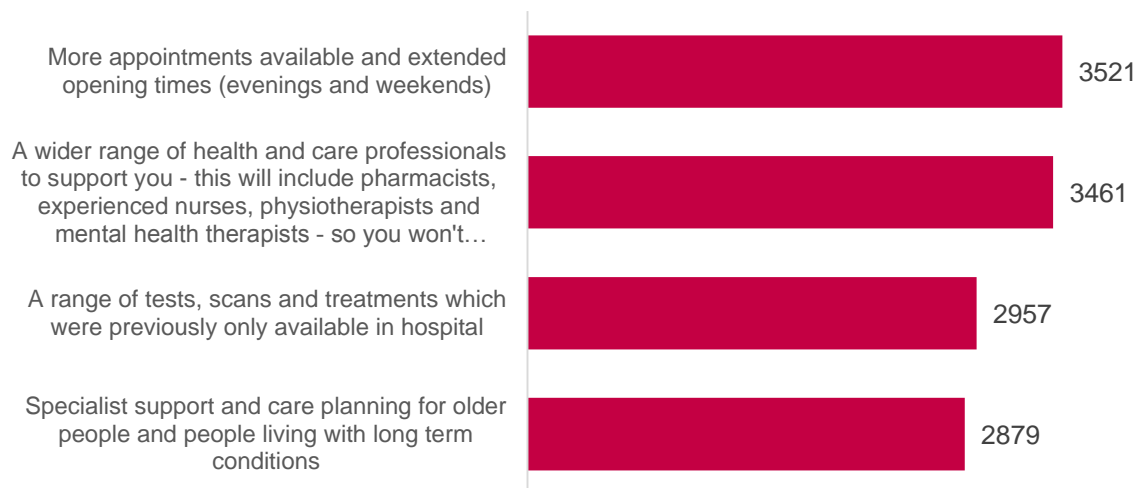 More appointments available and extended
opening times (evenings and weekends)
3521
A wider range of health and care professionals
to support you - this will include pharmacists,
experienced nurses, physiotherapists and
mental health therapists - so you won't…
3461
A range of tests, scans and treatments which
were previously only available in hospital
2957
Specialist support and care planning for older
people and people living with long term
conditions
2879